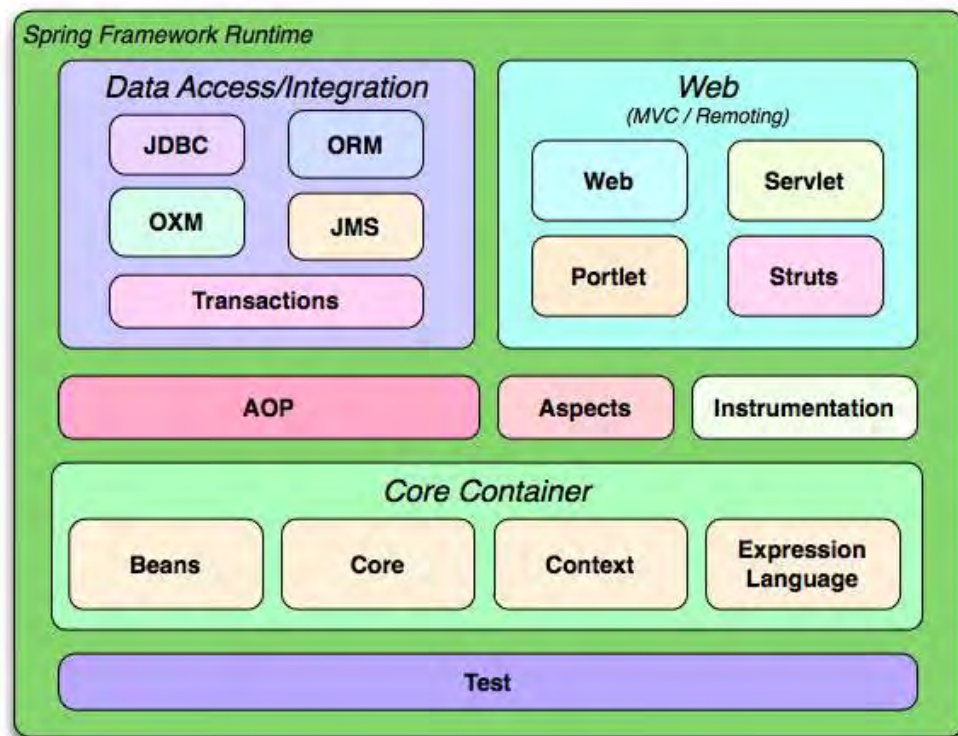 Spring Framework Runtime
Data Access/Integration
JDBC
ORM
OXM
JMS
Transactions
Web
(MVC / Remoting)
Web
Servlet
Portlet
Struts
AOP
Aspects
Instrumentation
Core Container
Beans
Core
Context
Expression
Language
Test